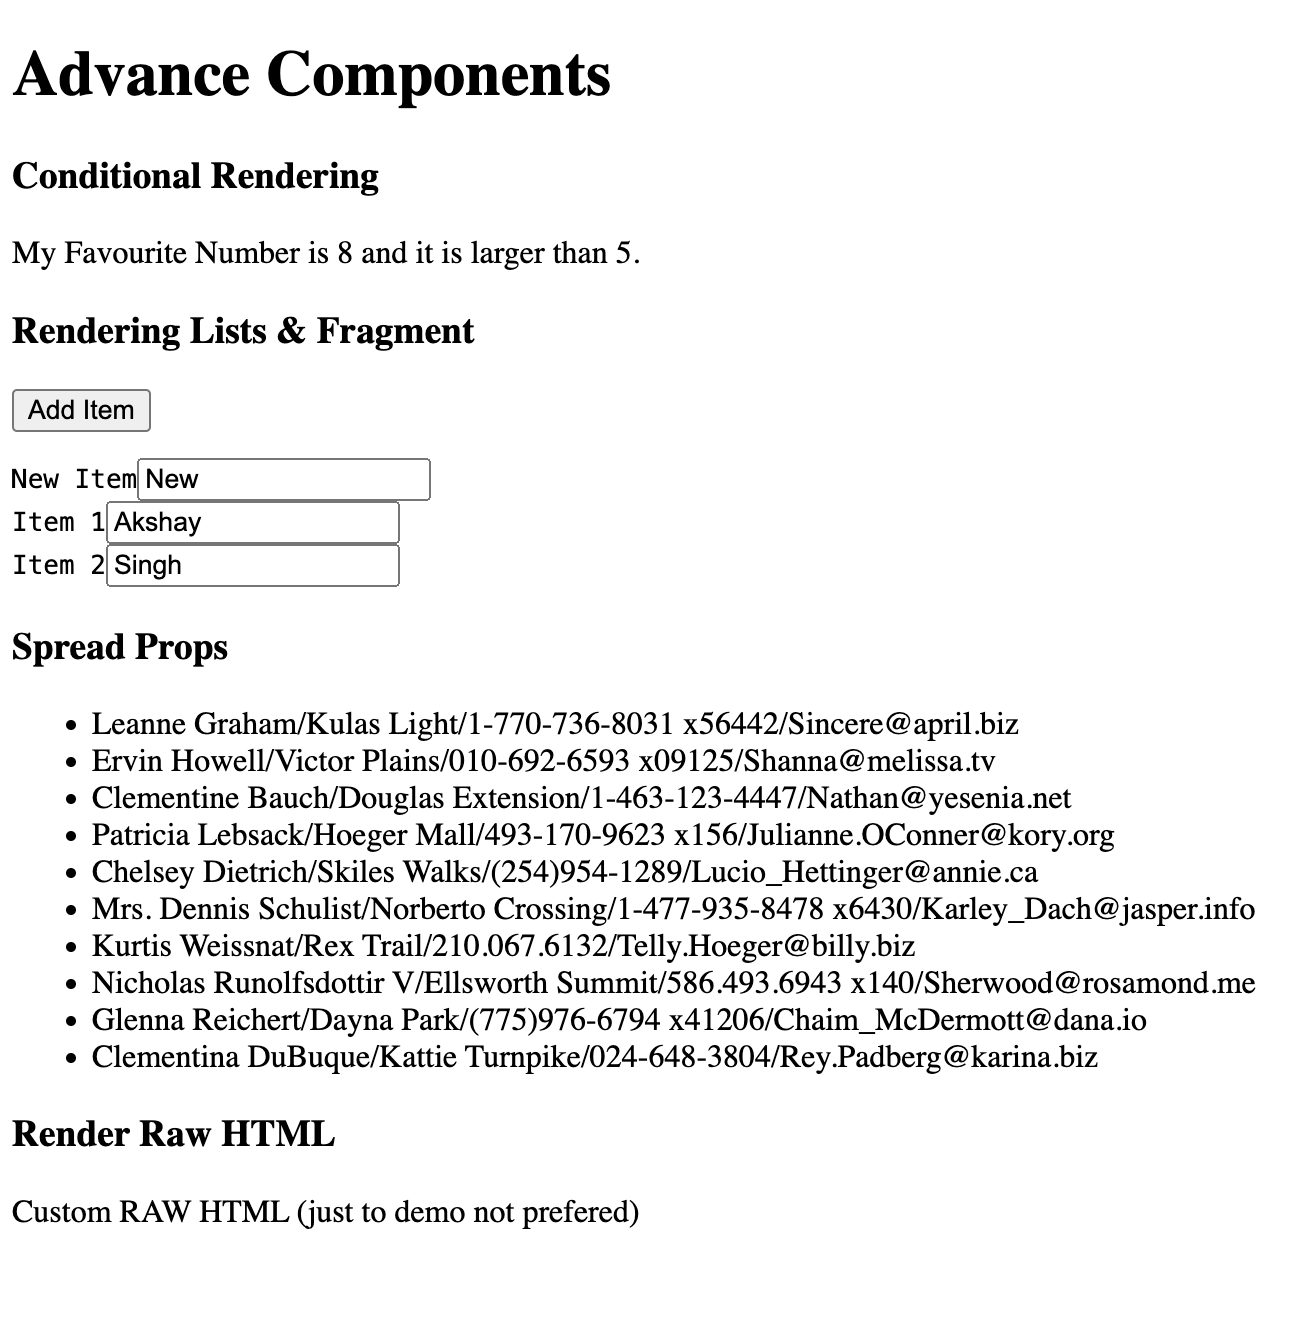 Advance Components
Conditional Rendering
My Favourite Number is 8 and it is larger than 5.
Rendering Lists & Fragment
Add Item
New Item New
Item 1 Akshay
Item 2 Singh
Spread Props
• Leanne Graham/Kulas Light/1-770-736-8031 x56442/Sincere@april.biz
• Ervin Howell/Victor Plains/010-692-6593 x09125/Shanna@melissa.tv
• Clementine Bauch/Douglas Extension/1-463-123-4447/Nathan@yesenia.net
• Patricia Lebsack/Hoeger Mall/493-170-9623 x156/Julianne.OConner@kory.org
• Chelsey Dietrich/Skiles Walks/(254)954-1289/Lucio_Hettinger@annie.ca
• Mrs. Dennis Schulist/Norberto Crossing/1-477-935-8478 x6430/Karley_Dach@jasper.info
• Kurtis Weissnat/Rex Trail/210.067.6132/Telly.Hoeger@billy.biz
• Nicholas Runolfsdottir V/Ellsworth Summit/586.493.6943 x140/Sherwood@rosamond.me
• Glenna Reichert/Dayna Park/(775)976-6794 x41206/Chaim_McDermott@dana.io
• Clementina DuBuque/Kattie Turnpike/024-648-3804/Rey.Padberg@karina.biz
Render Raw HTML
Custom RAW HTML (just to demo not prefered)